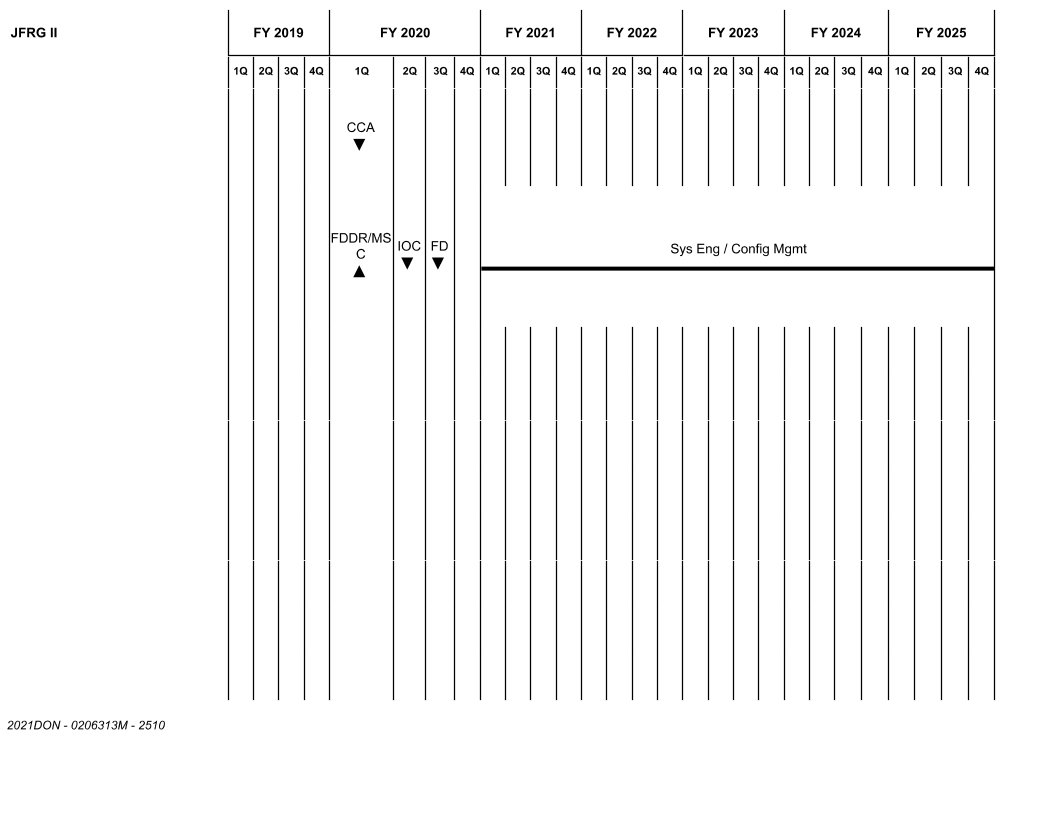 JFRG II
FY 2019 FY 2020 FY 2021 FY 2022 FY 2023 FY 2024 FY 2025
1Q 2Q 3Q 4Q 1Q 2Q 3Q 4Q 1Q 2Q 3Q 4Q 1Q 2Q 3Q 4Q 1Q 2Q 3Q 4Q 1Q 2Q 3Q 4Q 1Q 2Q 3Q 4Q
CCA
FDDR/MS
C
IOC FD
Sys Eng / Config Mgmt
2021DON - 0206313M - 2510